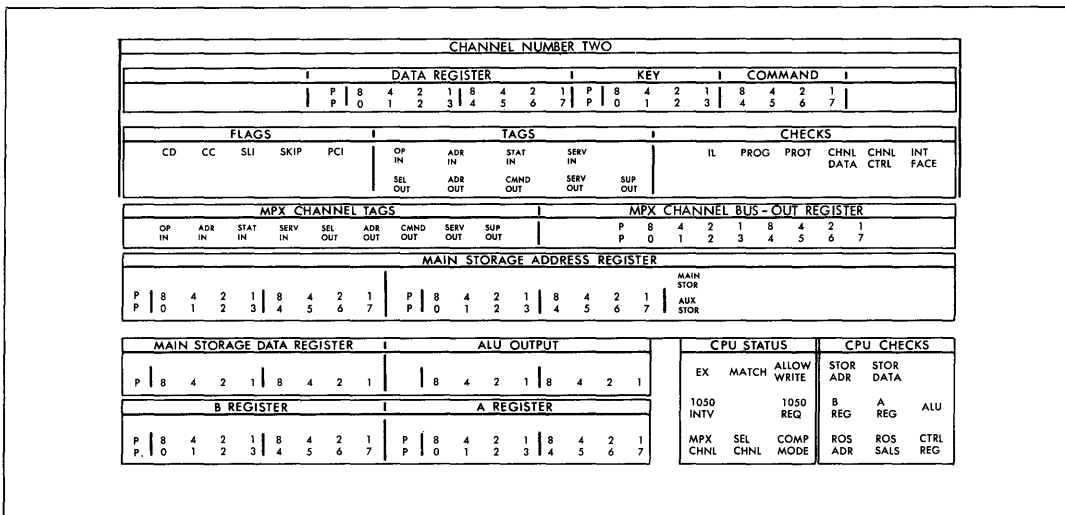 CHANNEL NUMBER TWO
DATA REGISTER KEY COMMAND
P 8 4 2 1 8 4 2 1 P 8 4 2 1 8 4 2 1
P 0 1 2 3 4 5 6 7 P 0 1 2 3 4 5 6 7
FLAGS TAGS CHECKS
CD CC SLI SKIP PCI OP IN ADR IN STAT IN SERV IN IL PROG PROT CHNL DATA CHNL CTRL INT FACE
SEL OUT ADR OUT CMND OUT SERV OUT SUP OUT
MPX CHANNEL TAGS MPX CHANNEL BUS-OUT REGISTER
OP IN ADR IN STAT IN SERV IN SEL OUT ADR OUT CMND OUT SERV OUT SUP OUT P 8 4 2 1 8 4 2 1
P 0 1 2 3 4 5 6 7
MAIN STORAGE ADDRESS REGISTER
MAIN STOR
P 8 4 2 1 8 4 2 1 P 8 4 2 1 8 4 2 1
P 0 1 2 3 4 5 6 7 P 0 1 2 3 4 5 6 7 AUX STOR
MAIN STORAGE DATA REGISTER ALU OUTPUT
P 8 4 2 1 8 4 2 1 8 4 2 1 8 4 2 1
B REGISTER A REGISTER
P 8 4 2 1 8 4 2 1 P 8 4 2 1 8 4 2 1
P. 0 1 2 3 4 5 6 7 P 0 1 2 3 4 5 6 7
CPU STATUS CPU CHECKS
EX MATCH ALLOW WRITE STOR ADR STOR DATA
1050 INTV 1050 REQ B REG A REG ALU
MPX CHNL SEL CHNL COMP MODE ROS ADR ROS SALS CTRL REG